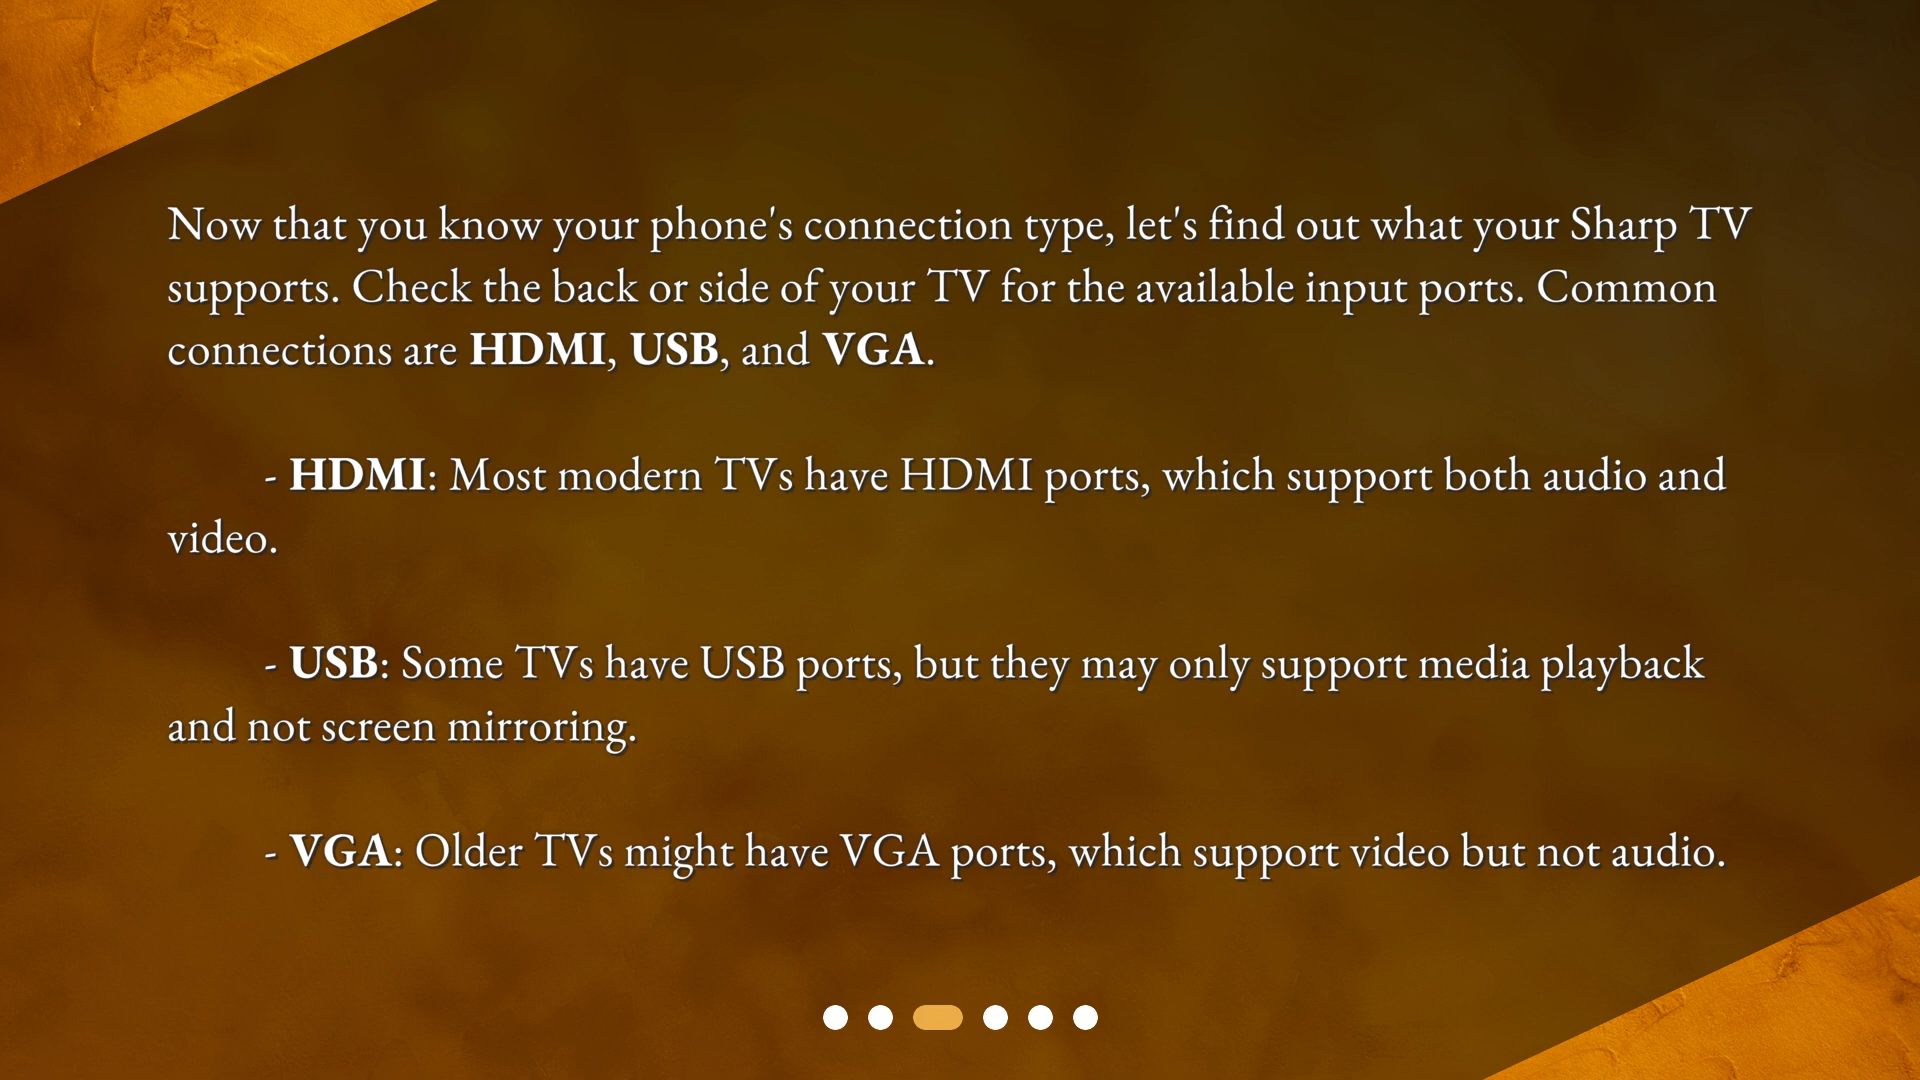 Now that you know your phone's connection type, let's find out what your Sharp TV
supports. Check the back or side of your TV for the available input ports. Common
connections are HDMI, USB, and VGA.
- HDMI: Most modern TVs have HDMI ports, which support both audio and
video.
- USB: Some TVs have USB ports, but they may only support media playback
and not screen mirroring.
- VGA: Older TVs might have VGA ports, which support video but not audio.